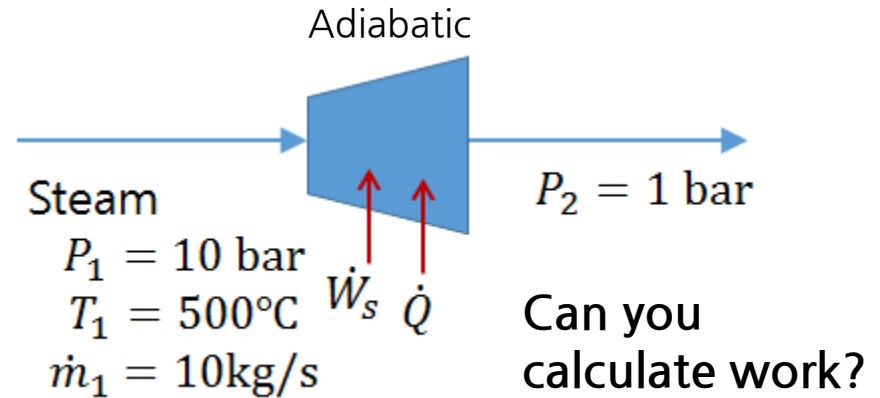 Adiabatic
Steam
P₁ = 10 bar
T₁ = 500°C
ṁ₁ = 10kg/s
Ẇₛ Q̇
P₂ = 1 bar
Can you
calculate work?